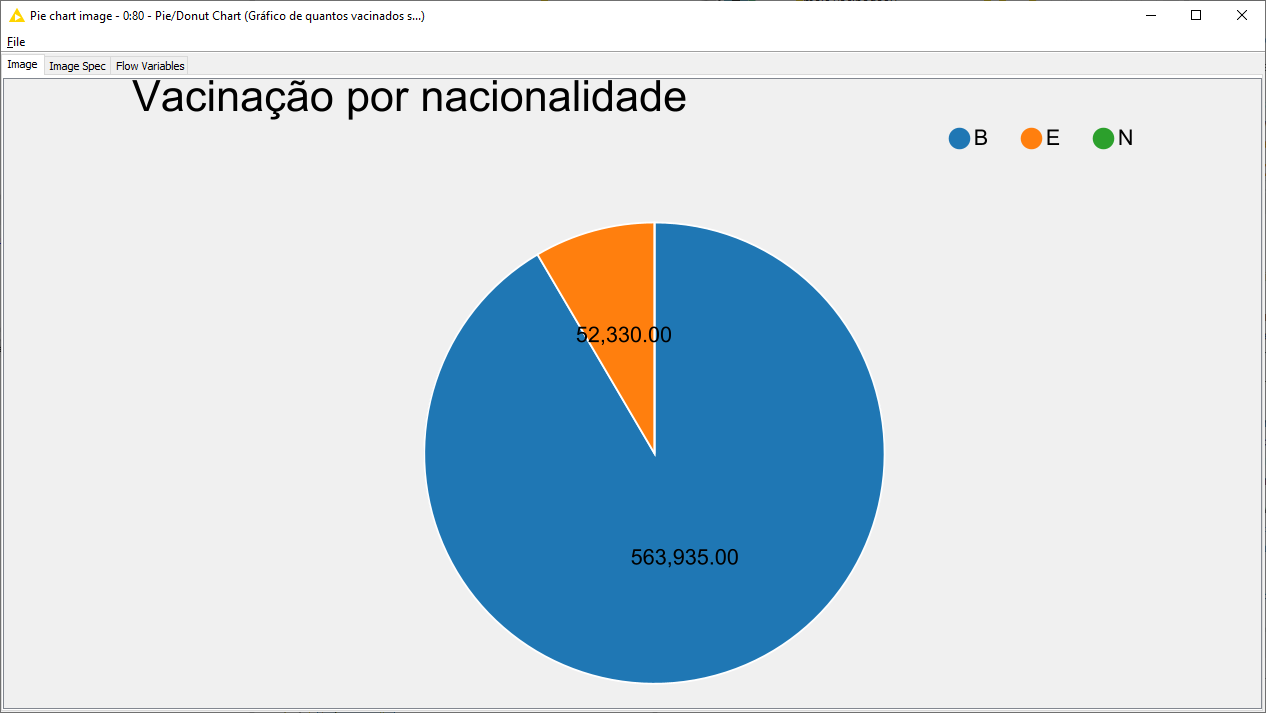 Pie chart image - 0:80 - Pie/Donut Chart (Gráfico de quantos vacinados s...)
File
Image Image Spec Flow Variables
Vacinação por nacionalidade
B E N
52,330.00
563,935.00